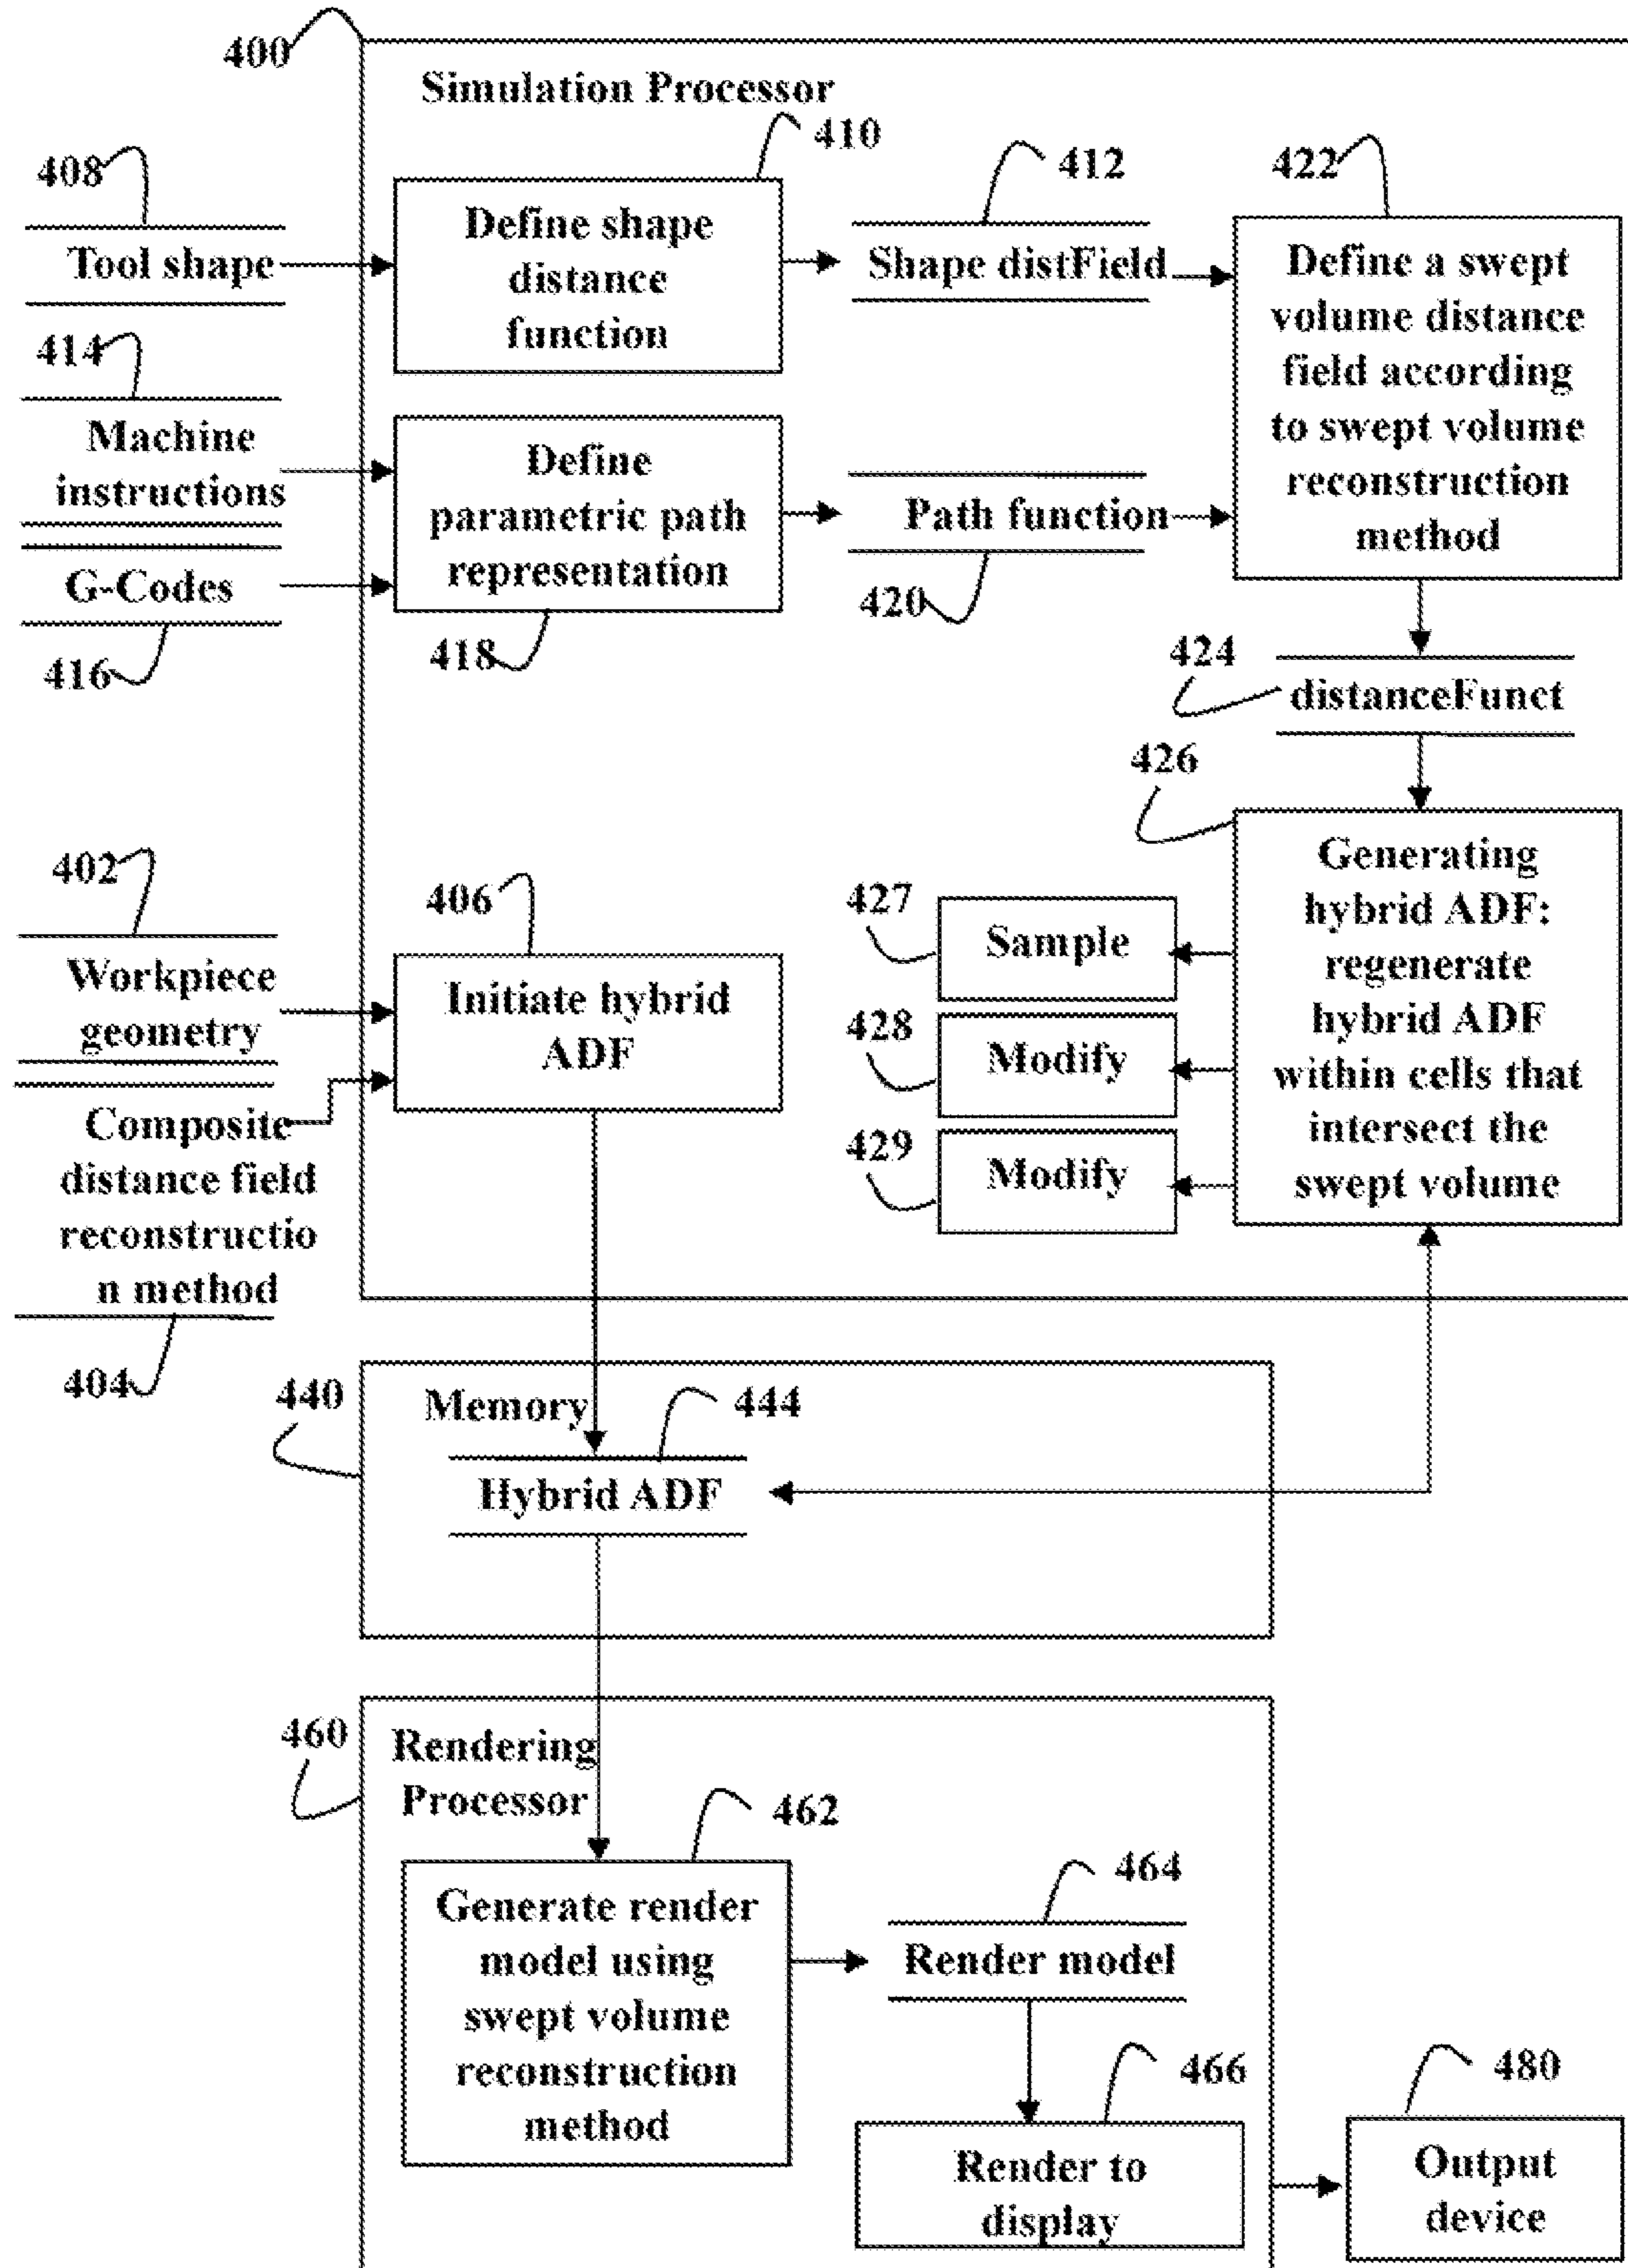 400
Simulation Processor
410
408
412
422
Tool shape
Define shape
distance
function
Shape distField
Define a swept
volume distance
field according
to swept volume
reconstruction
method
414
Machine
instructions
G-Codes
416
Define
parametric path
representation
418
Path function
420
424
distanceFunct
426
Generating
hybrid ADF:
regenerate
hybrid ADF
within cells that
intersect the
swept volume
427
Sample
428
Modify
429
Modify
402
Workpiece
geometry
406
Initiate hybrid
ADF
Composite
distance field
reconstructio
n method
404
440
Memory
444
Hybrid ADF
460
Rendering
Processor
462
Generate render
model using
swept volume
reconstruction
method
464
Render model
466
Render to
display
480
Output
device